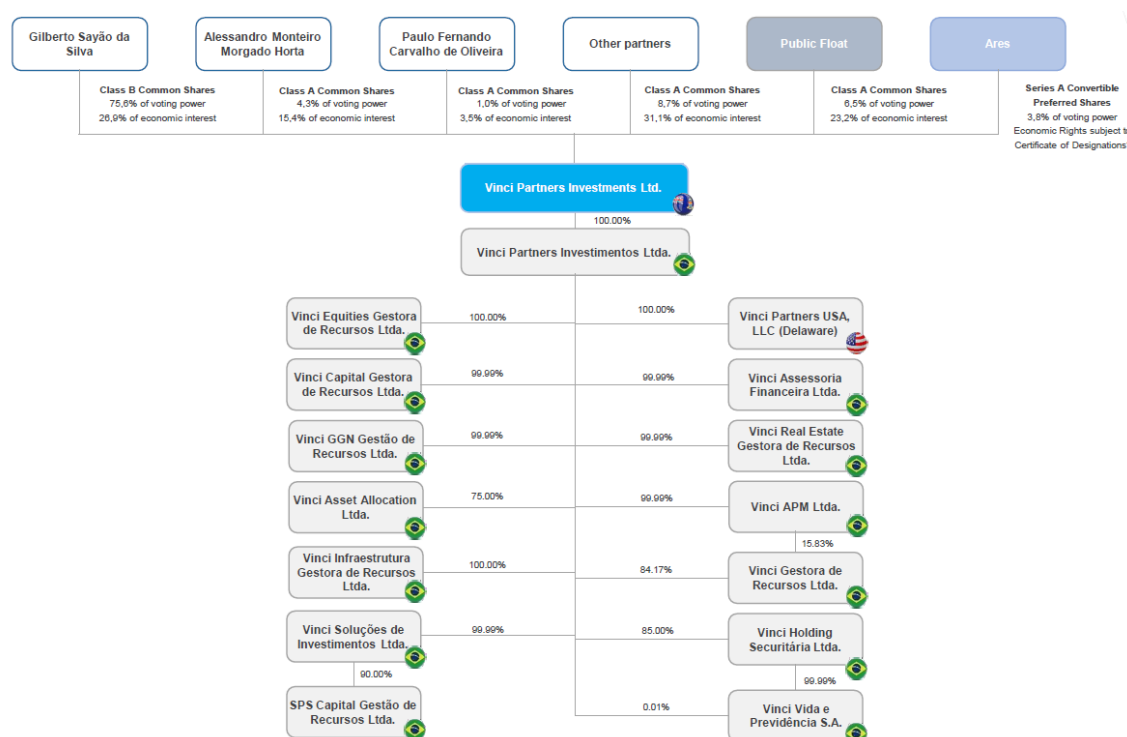 Gilberto Sayão da
Silva
Alessandro Monteiro
Morgado Horta
Paulo Fernando
Carvalho de Oliveira
Other partners
Public Float
Ares
Class B Common Shares
75,6% of voting power
26,9% of economic interest
Class A Common Shares
4,3% of voting power
15,4% of economic interest
Class A Common Shares
1,0% of voting power
3,5% of economic interest
Class A Common Shares
8,7% of voting power
31,1% of economic interest
Class A Common Shares
6,5% of voting power
23,2% of economic interest
Series A Convertible
Preferred Shares
3,8% of voting power
Economic Rights subject t
Certificate of Designations
Vinci Partners Investments Ltd.
100.00%
Vinci Partners Investimentos Ltda.
Vinci Equities Gestora
de Recursos Ltda.
100.00%
100.00%
Vinci Partners USA,
LLC (Delaware)
Vinci Capital Gestora
de Recursos Ltda.
99.99%
99.99%
Vinci Assessoria
Financeira Ltda.
Vinci GGN Gestão de
Recursos Ltda.
99.99%
99.99%
Vinci Real Estate
Gestora de Recursos
Ltda.
Vinci Asset Allocation
Ltda.
75.00%
99.99%
Vinci APM Ltda.
15.83%
Vinci Infraestrutura
Gestora de Recursos
Ltda.
100.00%
84.17%
Vinci Gestora de
Recursos Ltda.
Vinci Soluções de
Investimentos Ltda.
99.99%
85.00%
Vinci Holding
Securitária Ltda.
90.00%
99.99%
SPS Capital Gestão de
Recursos Ltda.
0.01%
Vinci Vida e
Previdência S.A.